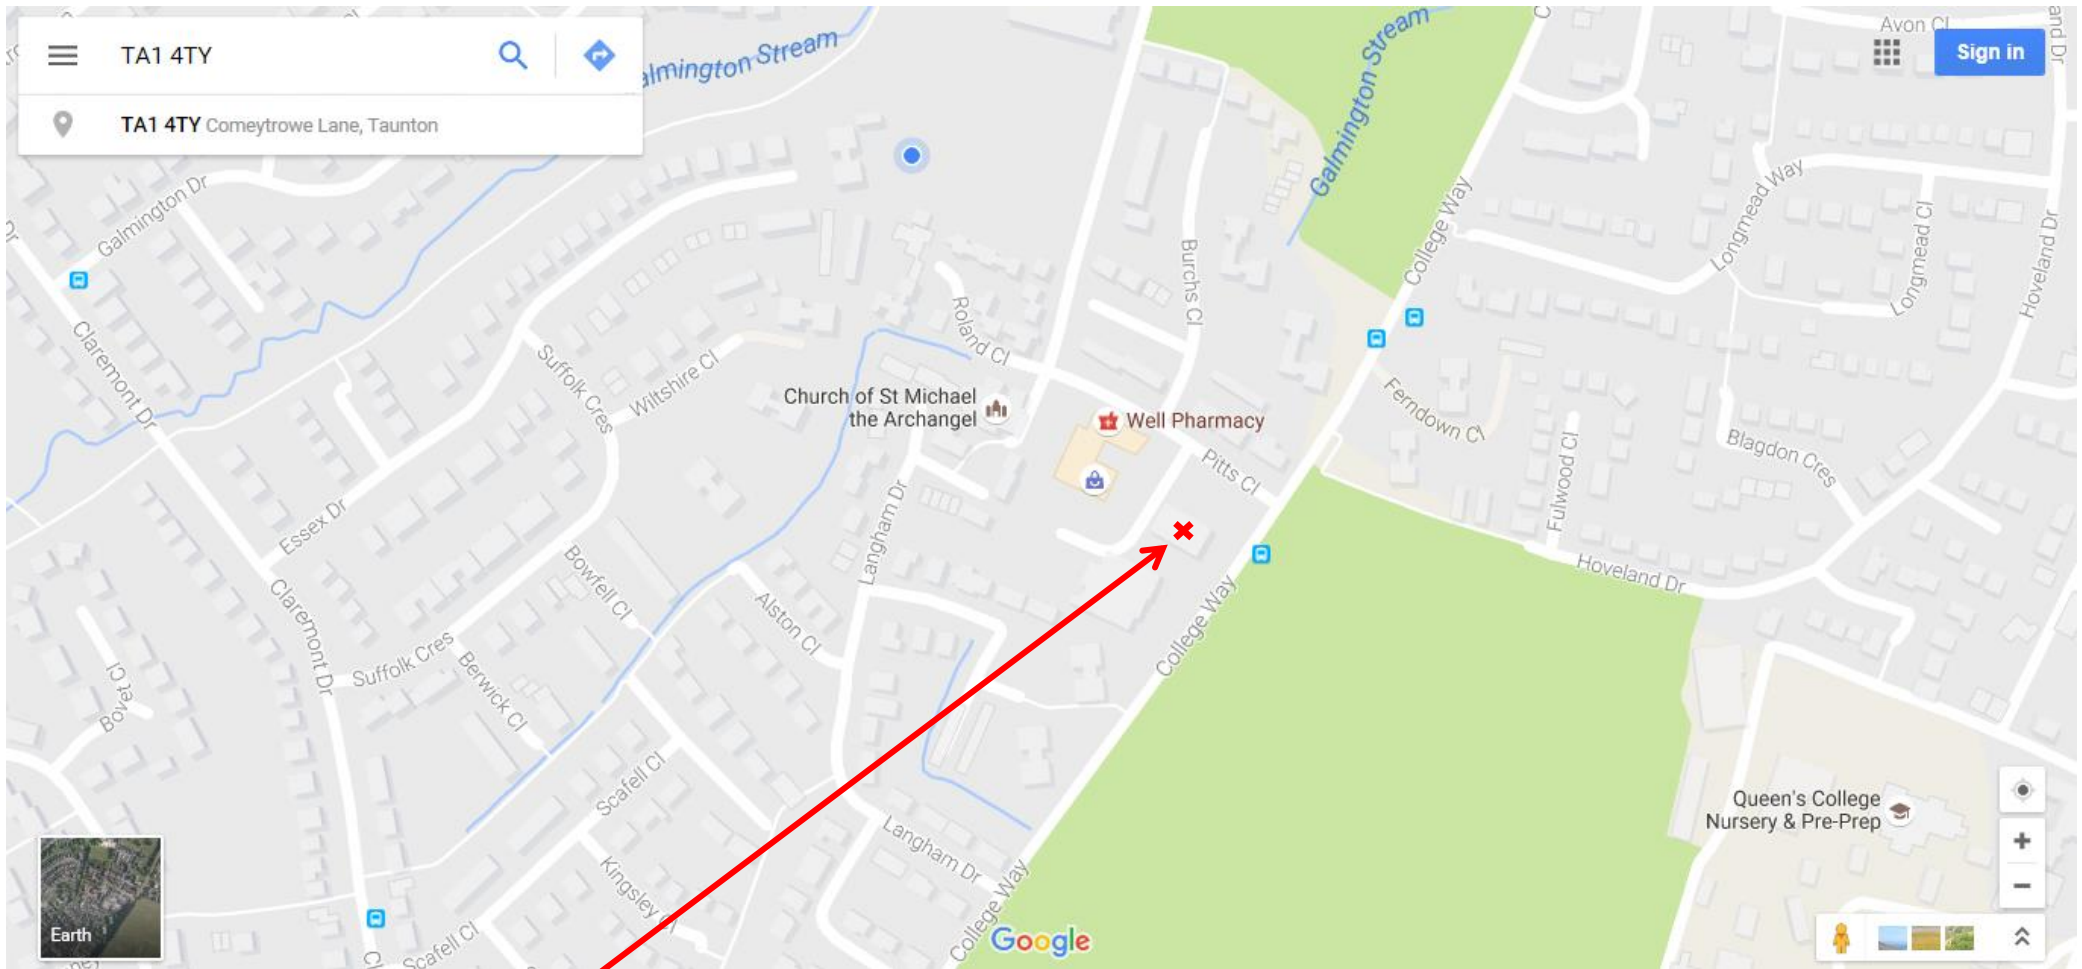 TA1 4TY
TA1 4TY Comeytrowe Lane, Taunton
almington Stream
Galmington Stream
Avon Cl
and Dr
Sign in
Galmington Dr
Longmead Way
College Way
Longmead Cl
Hoveland Dr
Burchs Cl
Roland Cl
Claremont Dr
Suffolk Cres
Wiltshire Cl
Church of St Michael
the Archangel
Well Pharmacy
Ferndown Cl
Blagdon Cres
Pitts Cl
Fulwood Cl
Essex Dr
Langham Dr
Bowfell Cl
Hoveland Dr
Claremont Dr
Alston Cl
College Way
Suffolk Cres
Berwick Cl
Scafell Cl
Queen's College
Nursery & Pre-Prep
Langham Dr
Kingsley Cl
College Way
Scafell Cl
Earth
Google